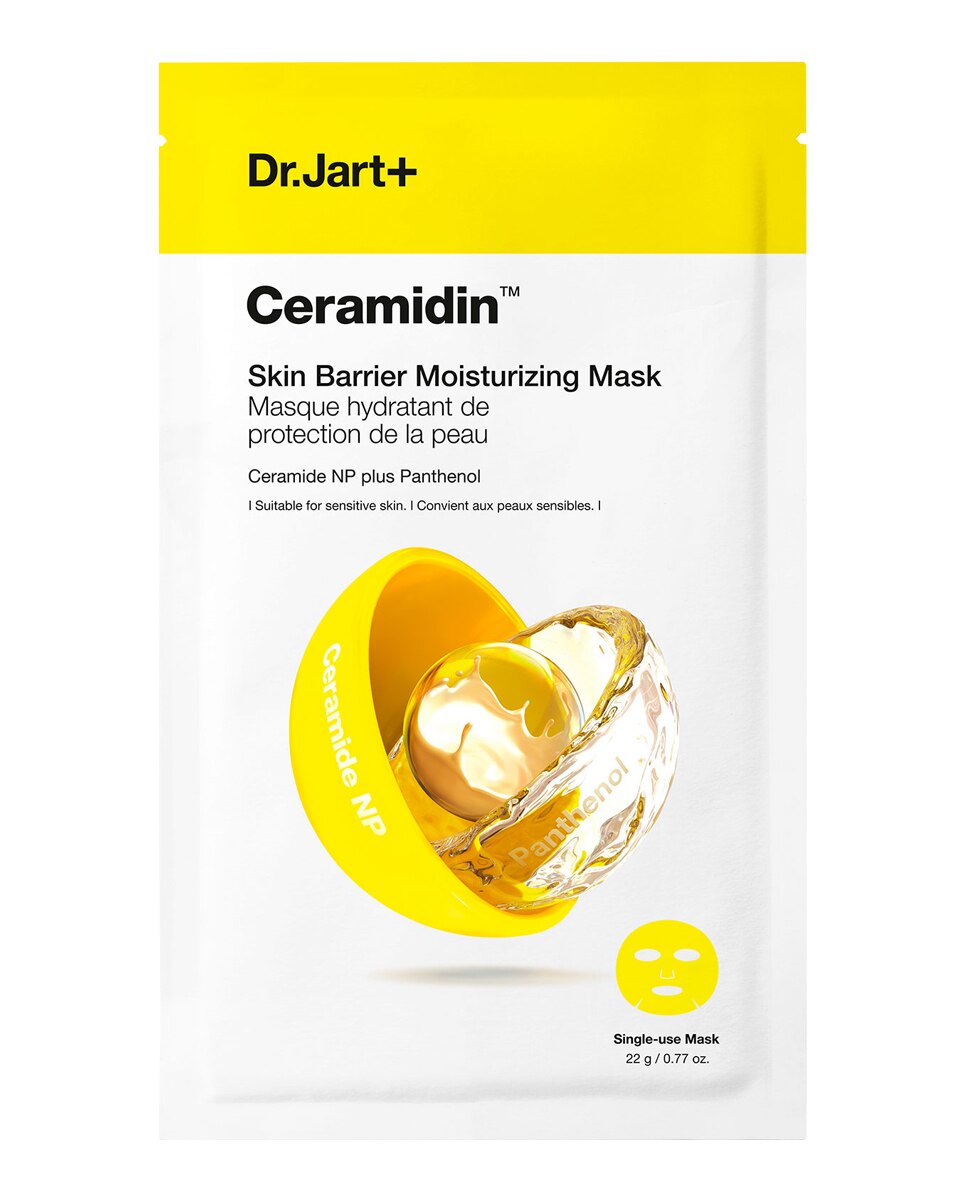 Dr.Jart+
Ceramidin™
Skin Barrier Moisturizing Mask
Masque hydratant de
protection de la peau
Ceramide NP plus Panthenol
I Suitable for sensitive skin. I Convient aux peaux sensibles. I
Ceramide NP
Panthenol
Single-use Mask
22 g / 0.77 oz.